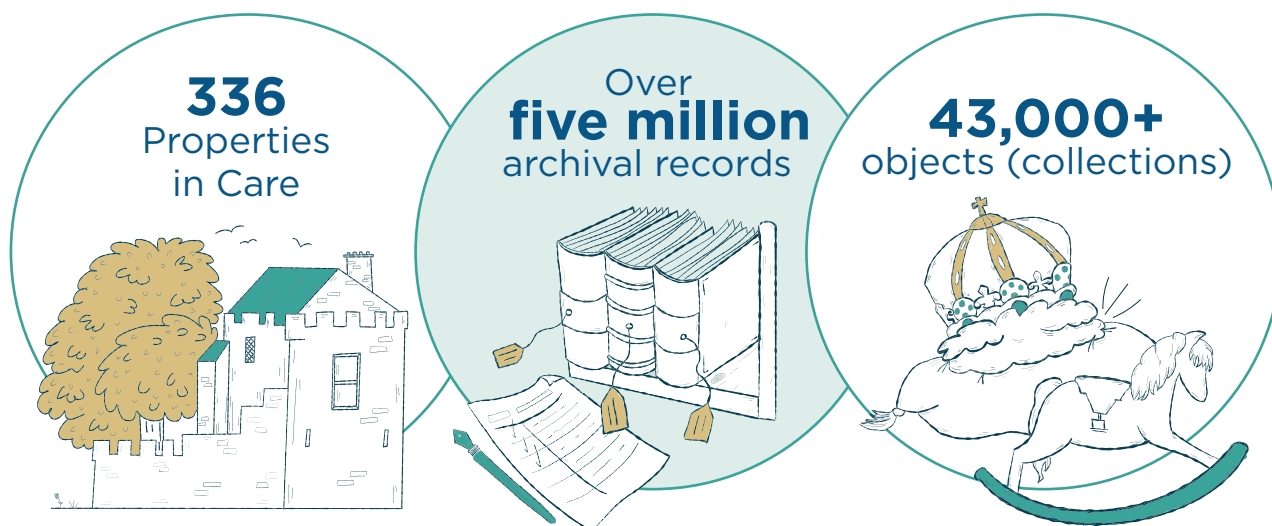 336
Properties
in Care
Over
five million
archival records
43,000+
objects (collections)